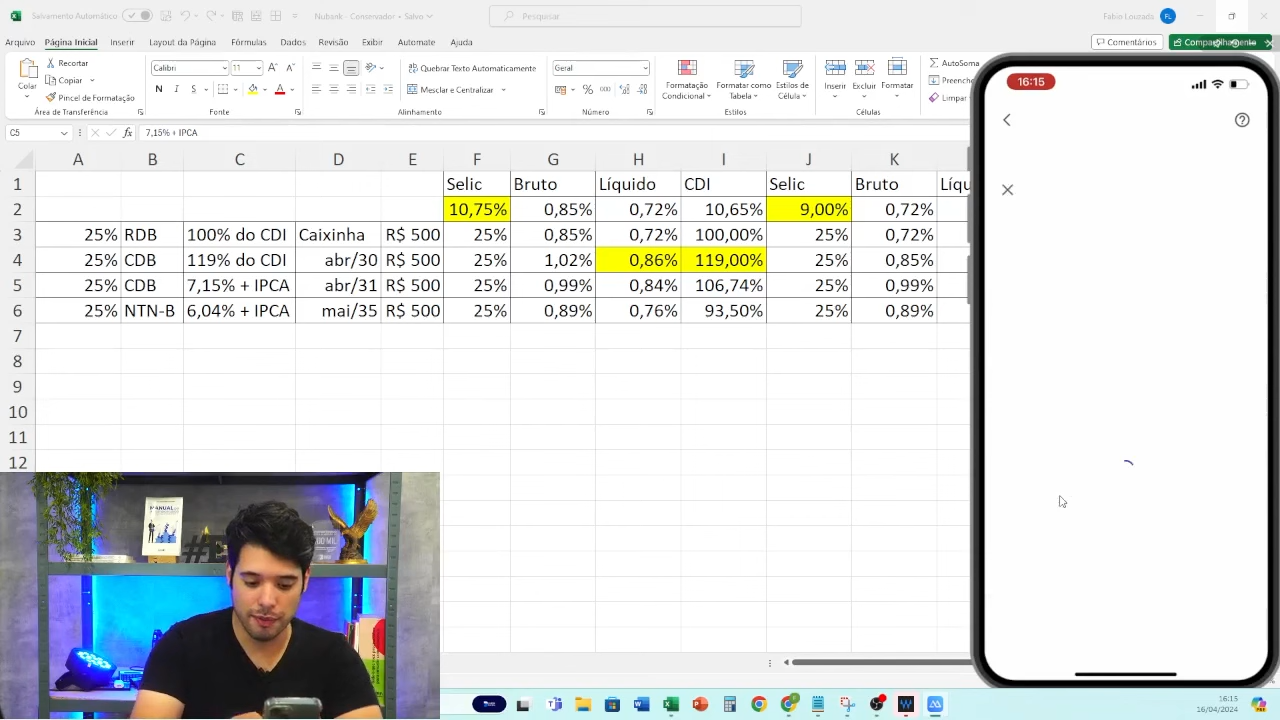 Salvamento Automático
Nubank - Conservador • Salvo
Pesquisar
Fabio Louzada
FL
Arquivo
Página Inicial
Inserir
Layout da Página
Fórmulas
Dados
Revisão
Exibir
Automate
Ajuda
Comentários
Colar
Recortar
Copiar
Pincel de Formatação
Área de Transferência
Calibri
11
N I S
Fonte
Quebrar Texto Automaticamente
Mesclar e Centralizar
Alinhamento
Geral
Número
Formatação Condicional
Formatar como Tabela
Estilos de Célula
Estilos
Inserir
Excluir
Formatar
Células
AutoSoma
Limpar
C5
7,15% + IPCA
A B C D E F G H I J K
1 Selic Bruto Líquido CDI Selic Bruto
2 10,75% 0,85% 0,72% 10,65% 9,00% 0,72%
3 25% RDB 100% do CDI Caixinha R$ 500 25% 0,85% 0,72% 100,00% 25% 0,72%
4 25% CDB 119% do CDI abr/30 R$ 500 25% 1,02% 0,86% 119,00% 25% 0,85%
5 25% CDB 7,15% + IPCA abr/31 R$ 500 25% 0,99% 0,84% 106,74% 25% 0,99%
6 25% NTN-B 6,04% + IPCA mai/35 R$ 500 25% 0,89% 0,76% 93,50% 25% 0,89%
7
8
9
10
11
12
16:15
MANUAL
16:15
16/04/2024